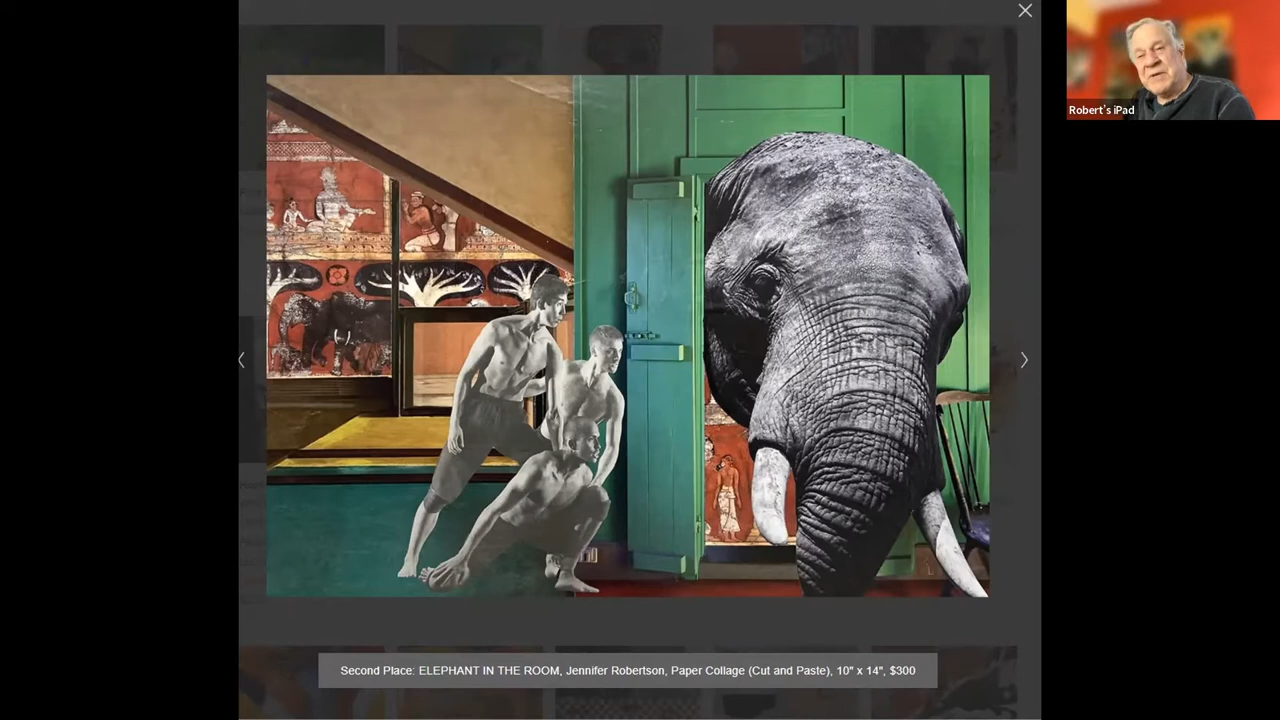 Robert's iPad
Second Place: ELEPHANT IN THE ROOM, Jennifer Robertson, Paper Collage (Cut and Paste), 10" x 14", $300